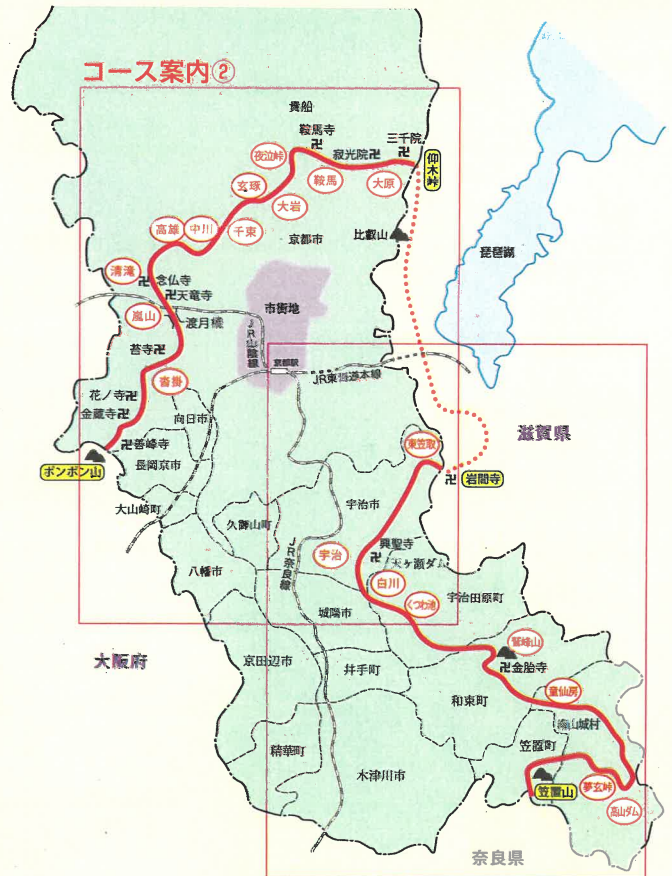 コース案内②
貴船
鞍馬寺
三千院
夜泣峠
寂光院
仰木峠
玄琢
鞍馬
大原
大岩
高雄
中川
千束
京都市
比叡山
琵琶湖
清滝
念仏寺
天竜寺
市街地
嵐山
渡月橋
JR山陰線
苔寺
京都駅
JR東海道本線
沓掛
花ノ寺
金蔵寺
向日市
滋賀県
善峰寺
東笠取
ポンポン山
長岡京市
岩間寺
大山崎町
宇治市
久御山町
興聖寺
宇治
天ヶ瀬ダム
JR奈良線
八幡市
白川
宇治田原町
くつわ池
城陽市
大阪府
京田辺市
井手町
鷲峰山
金胎寺
和束町
童仙房
南山城村
笠置町
精華町
木津川市
笠置山
夢玄峠
高山ダム
奈良県